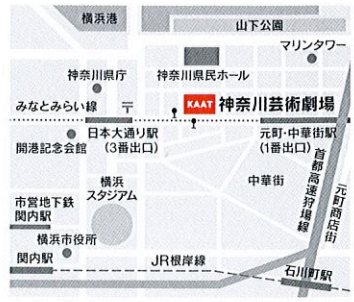 横浜港
山下公園
マリンタワー
神奈川県庁
神奈川県民ホール
みなとみらい線
〒
KAAT 神奈川芸術劇場
日本大通り駅
(3番出口)
元町・中華街駅
(1番出口)
開港記念会館
横浜
スタジアム
中華街
首都高速狩場線
元町商店街
市営地下鉄
関内駅
横浜市役所
関内駅
JR根岸線
石川町駅